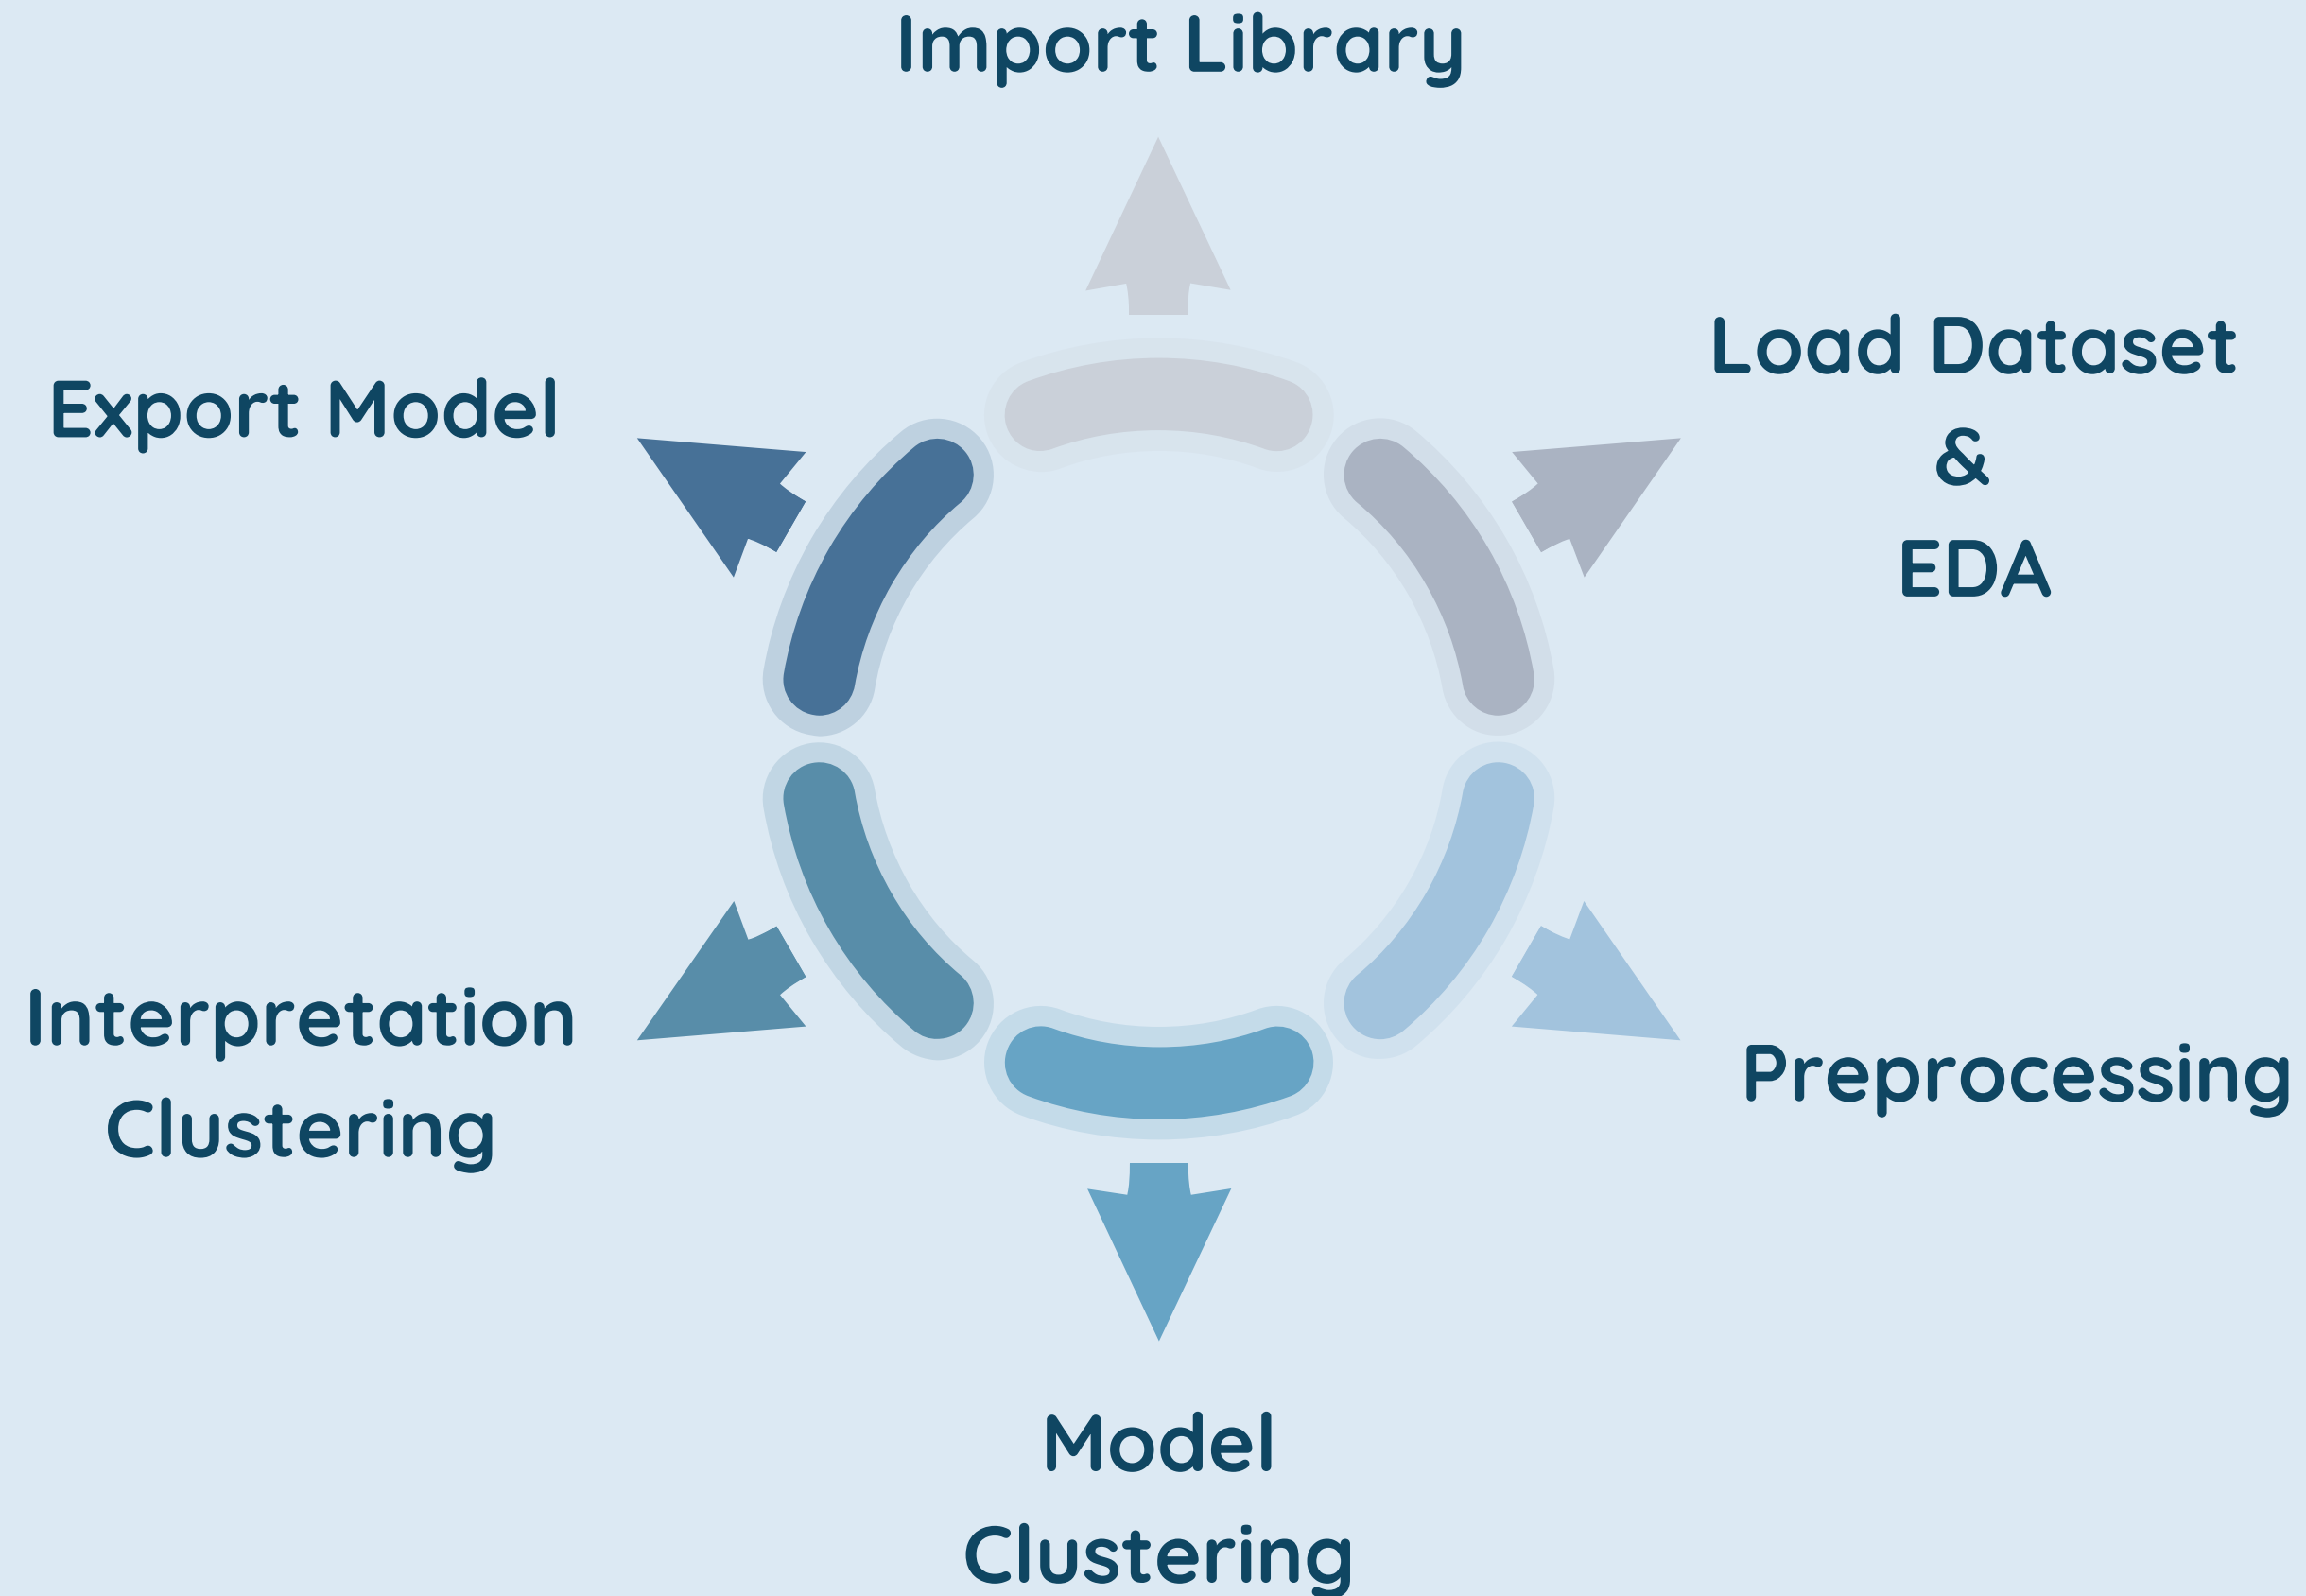 Import Library
Load Dataset
&
EDA
Export Model
Interpretation
Clustering
Preprocessing
Model
Clustering